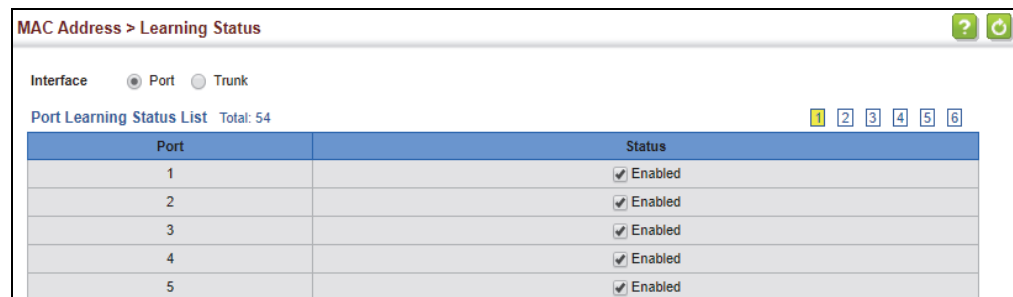 MAC Address > Learning Status
?
Interface Port Trunk
Port Learning Status List Total: 54 1 2 3 4 5 6
Port Status
1 Enabled
2 Enabled
3 Enabled
4 Enabled
5 Enabled